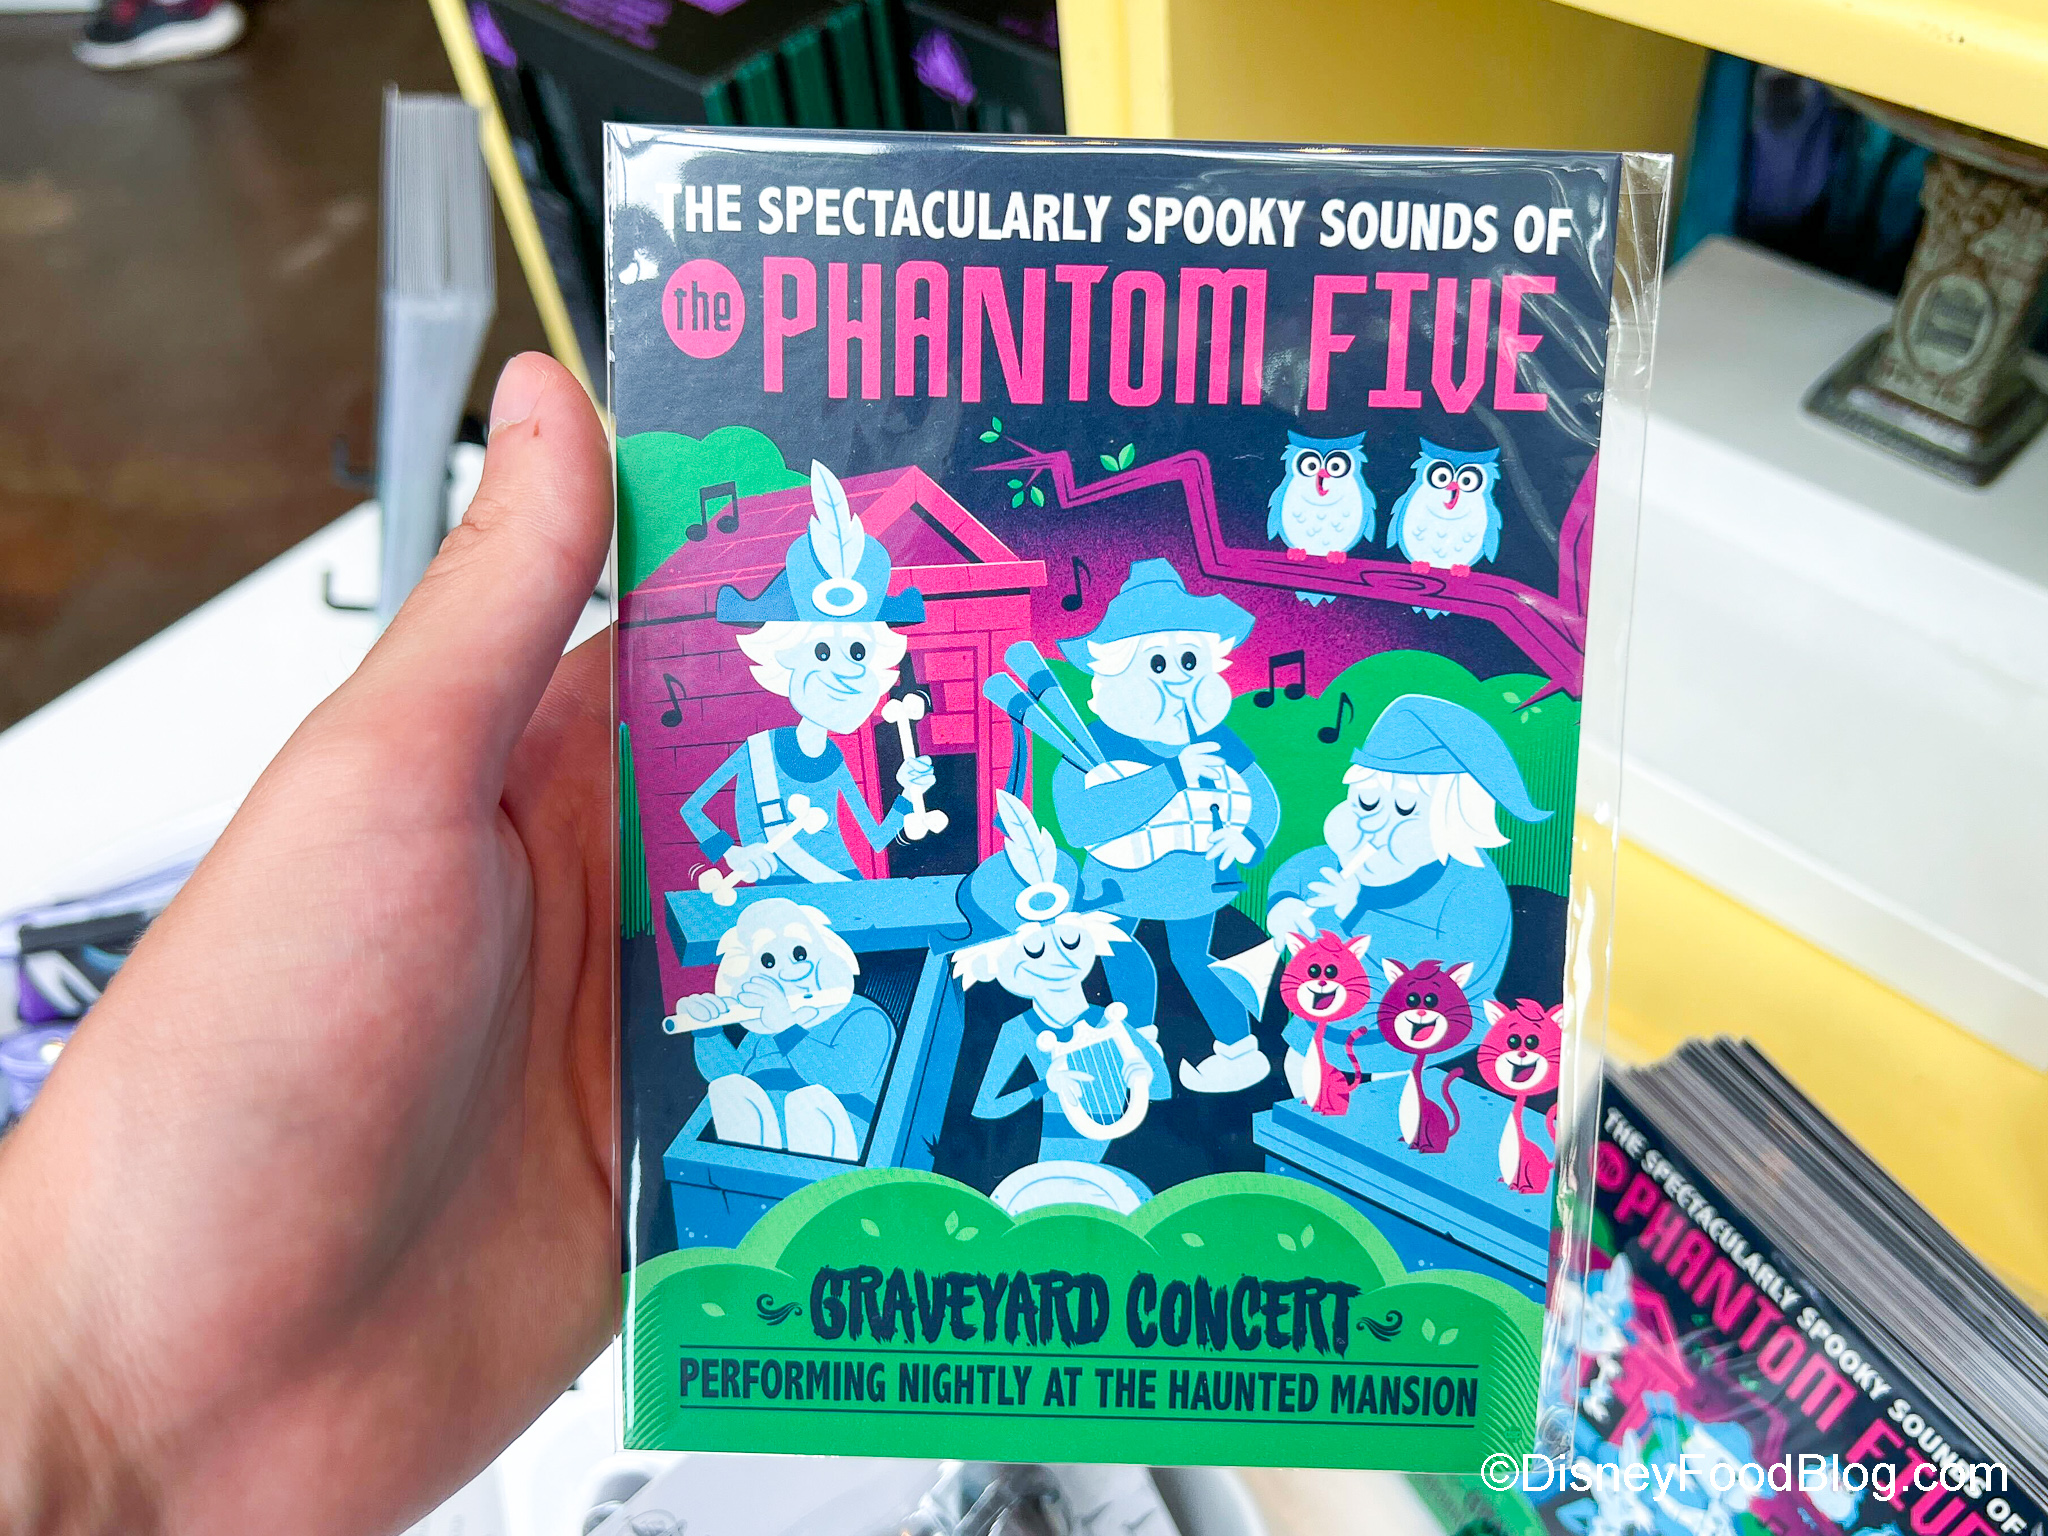 THE SPECTACULARLY SPOOKY SOUNDS OF
the PHANTOM FIVE
GRAVEYARD CONCERT
PERFORMING NIGHTLY AT THE HAUNTED MANSION
THE SPECTACULARLY SPOOKY SOUNDS OF
PHANTOM FIVE
©DisneyFoodBlog.com